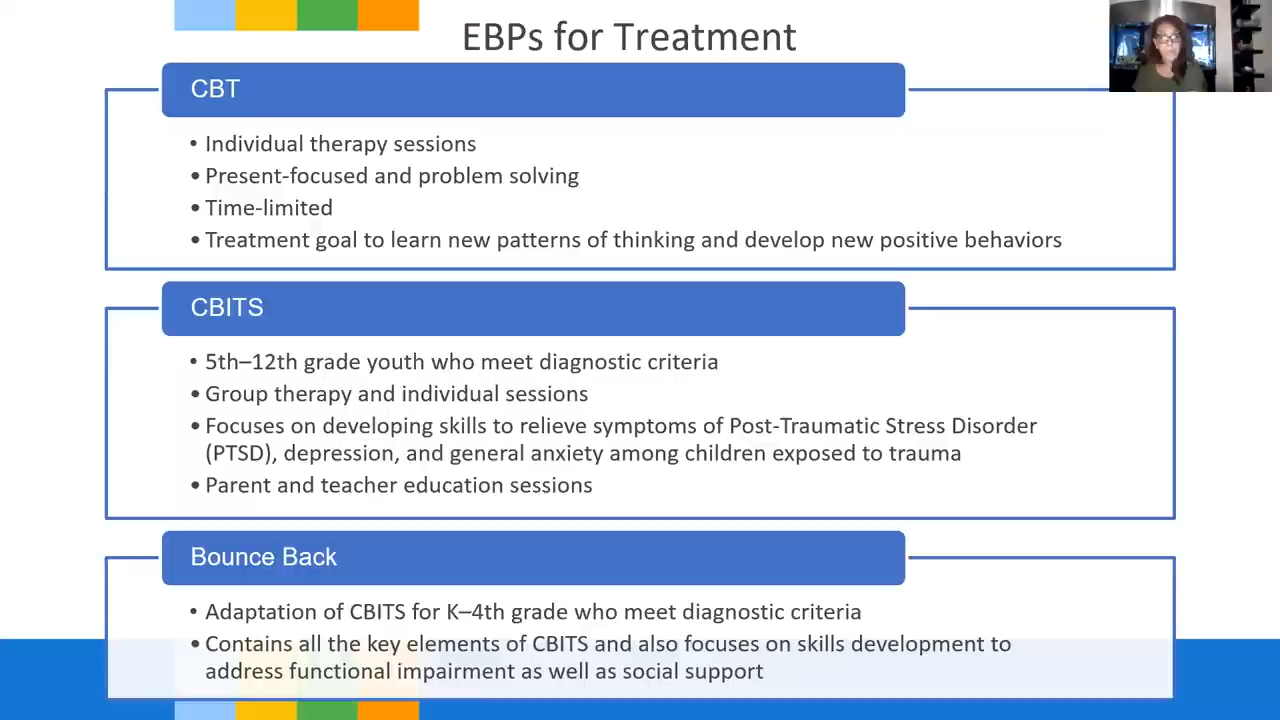 EBPs for Treatment
CBT
• Individual therapy sessions
• Present-focused and problem solving
• Time-limited
• Treatment goal to learn new patterns of thinking and develop new positive behaviors
CBITS
• 5th–12th grade youth who meet diagnostic criteria
• Group therapy and individual sessions
• Focuses on developing skills to relieve symptoms of Post-Traumatic Stress Disorder
(PTSD), depression, and general anxiety among children exposed to trauma
• Parent and teacher education sessions
Bounce Back
• Adaptation of CBITS for K–4th grade who meet diagnostic criteria
• Contains all the key elements of CBITS and also focuses on skills development to
address functional impairment as well as social support